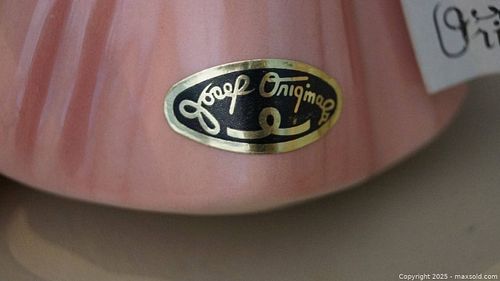 Josef Originals
Copyright 2025 - maxsold.com